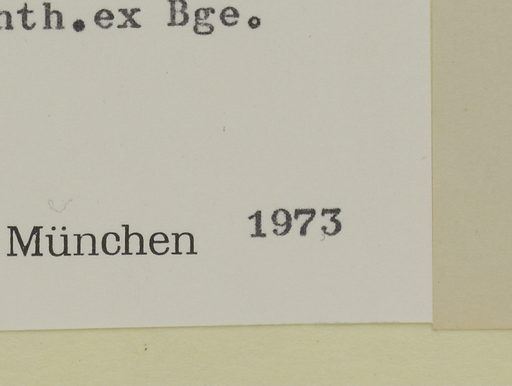 nth.ex Bge.
München 1973